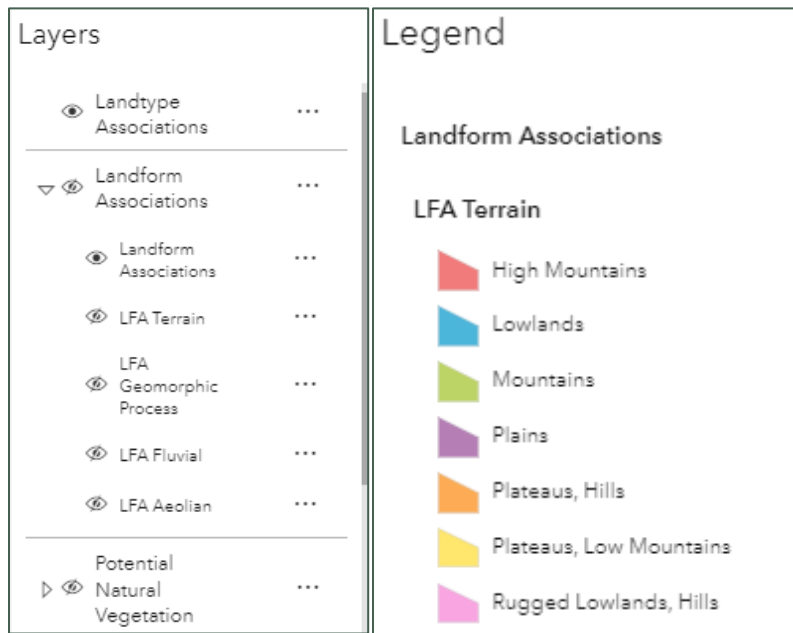 Layers
Landtype
Associations
...
Landform
Associations
...
Landform
Associations
...
LFA Terrain
...
LFA
Geomorphic
Process
...
LFA Fluvial
...
LFA Aeolian
...
Potential
Natural
Vegetation
...
Legend
Landform Associations
LFA Terrain
High Mountains
Lowlands
Mountains
Plains
Plateaus, Hills
Plateaus, Low Mountains
Rugged Lowlands, Hills